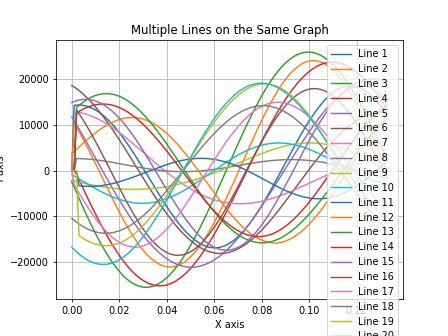 Multiple Lines on the Same Graph
20000
10000
0
−10000
−20000
0.00 0.02 0.04 0.06 0.08 0.10
X axis
Line 1
Line 2
Line 3
Line 4
Line 5
Line 6
Line 7
Line 8
Line 9
Line 10
Line 11
Line 12
Line 13
Line 14
Line 15
Line 16
Line 17
Line 18
Line 19
Line 20